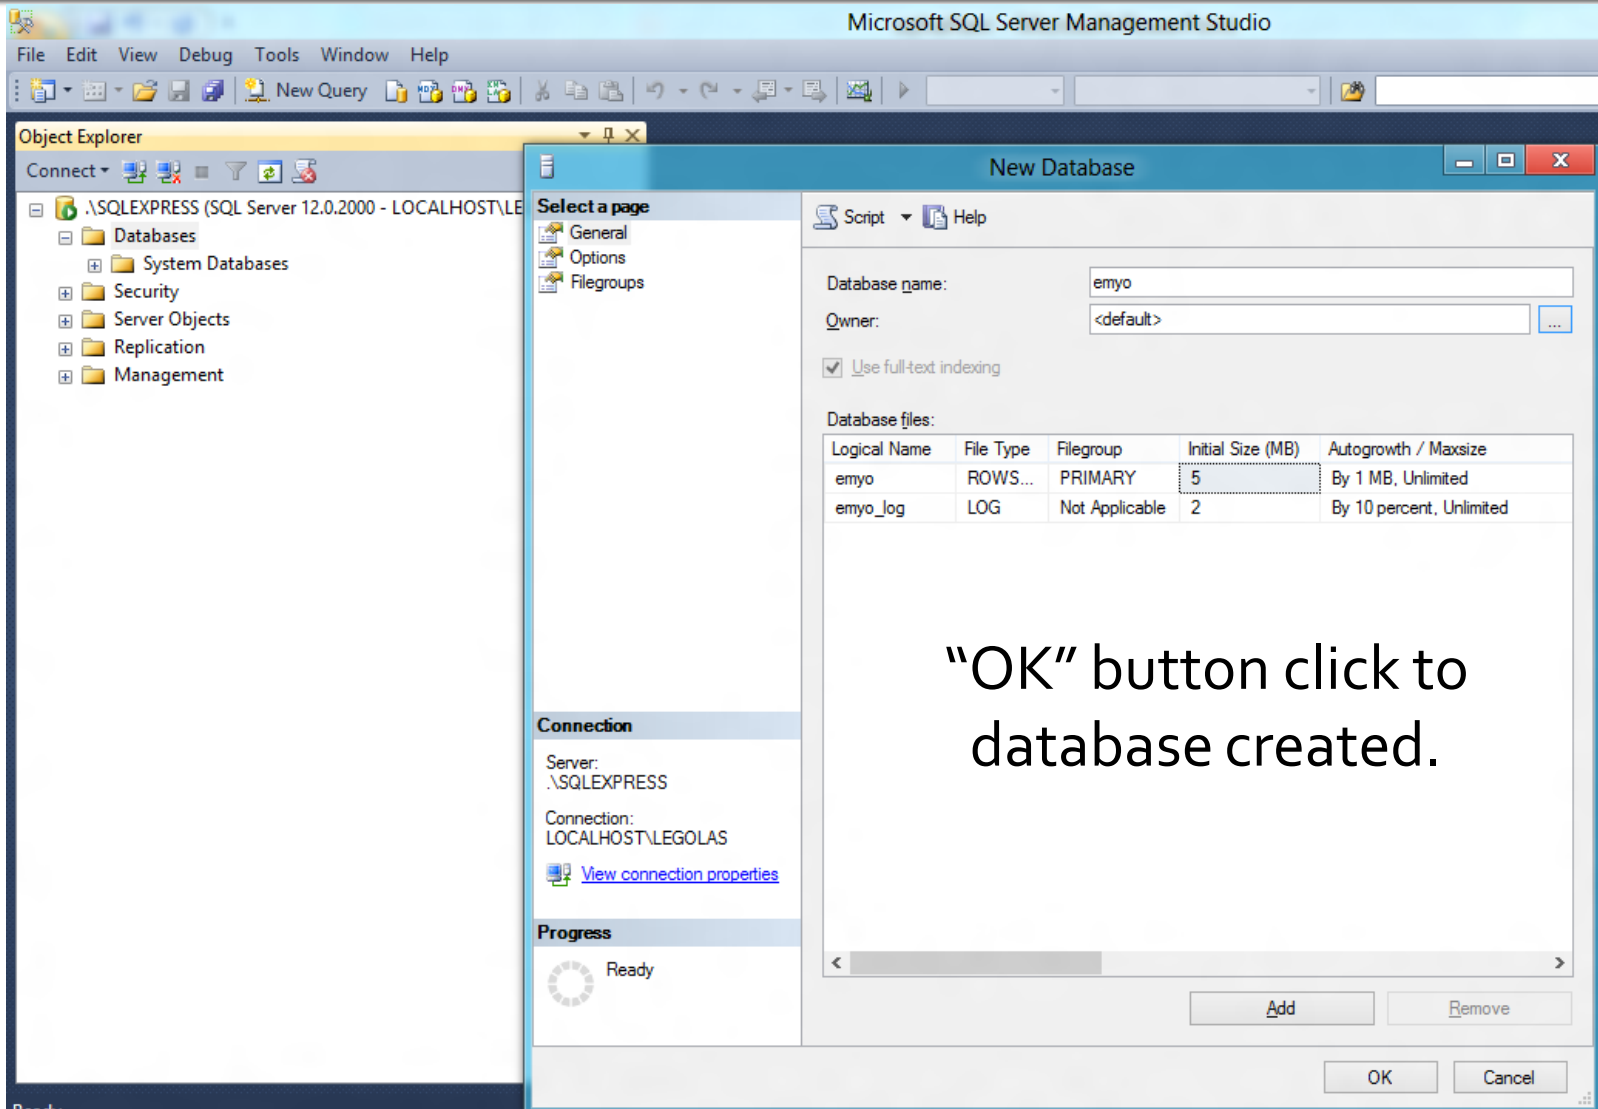 Microsoft SQL Server Management Studio
File Edit View Debug Tools Window Help
New Query
Object Explorer
Connect
.\SQLEXPRESS (SQL Server 12.0.2000 - LOCALHOST\LE
Databases
System Databases
Security
Server Objects
Replication
Management
New Database
Select a page
General
Options
Filegroups
Script Help
Database name: emyo
Owner: <default> ...
Use full-text indexing
Database files:
Logical Name File Type Filegroup Initial Size (MB) Autogrowth / Maxsize
emyo ROWS... PRIMARY 5 By 1 MB, Unlimited
emyo_log LOG Not Applicable 2 By 10 percent, Unlimited
“OK” button click to
database created.
Connection
Server:
.\SQLEXPRESS
Connection:
LOCALHOST\LEGOLAS
View connection properties
Progress
Ready
Add Remove
OK Cancel